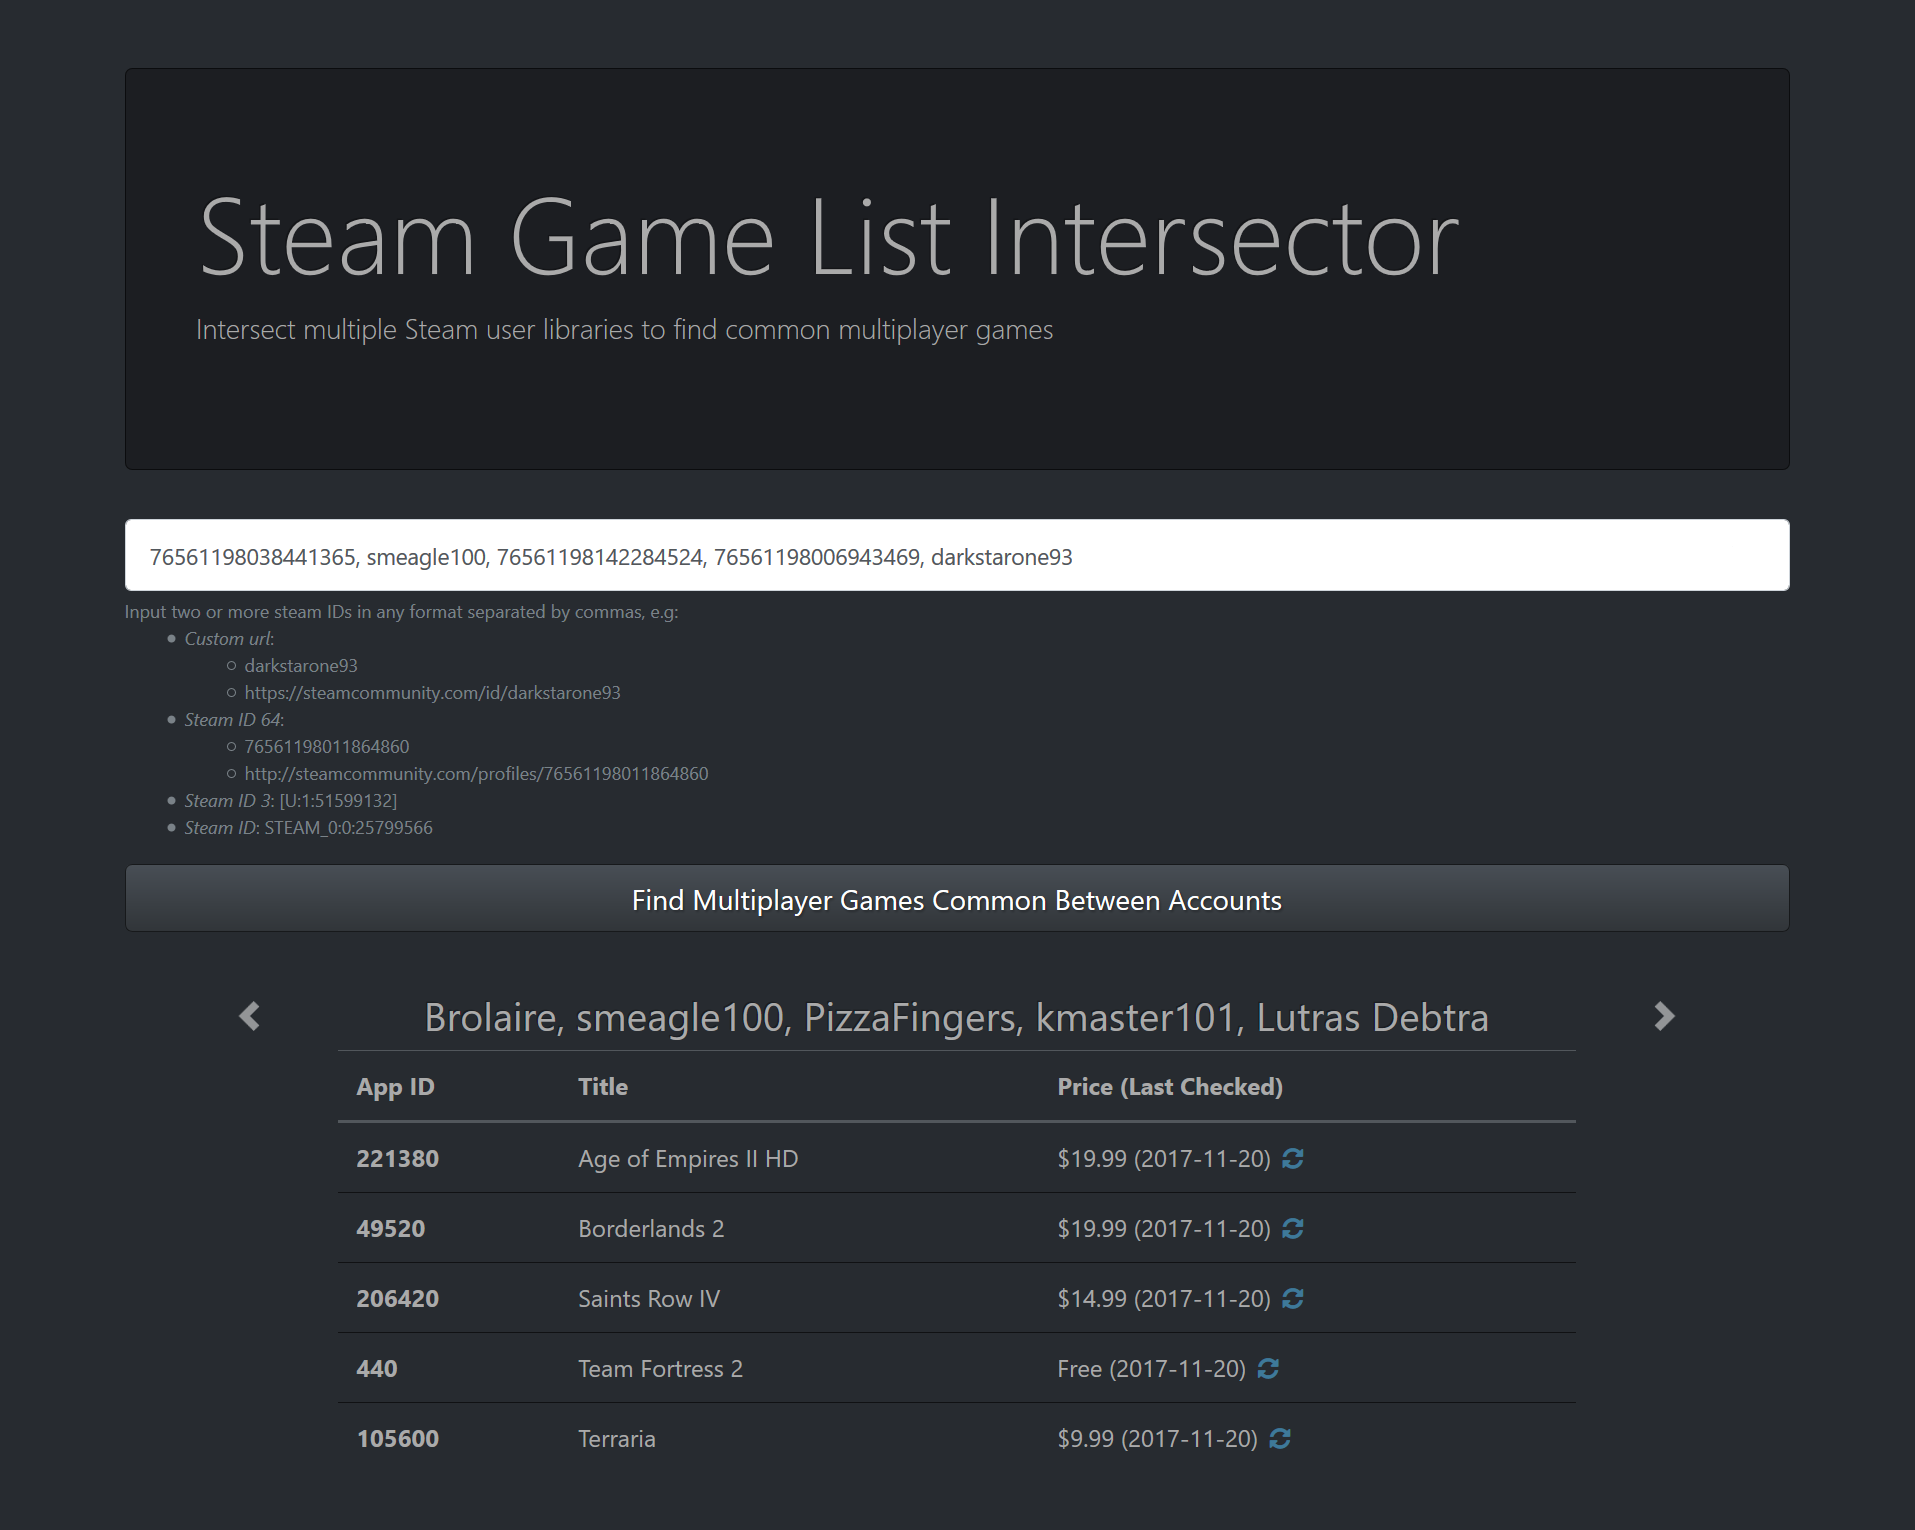 Steam Game List Intersector
Intersect multiple Steam user libraries to find common multiplayer games
76561198038441365, smeagle100, 76561198142284524, 76561198006943469, darkstarone93
Input two or more steam IDs in any format separated by commas, e.g:
Custom url:
darkstarone93
https://steamcommunity.com/id/darkstarone93
Steam ID 64:
76561198011864860
http://steamcommunity.com/profiles/76561198011864860
Steam ID 3: [U:1:51599132]
Steam ID: STEAM_0:0:25799566
Find Multiplayer Games Common Between Accounts
Brolaire, smeagle100, PizzaFingers, kmaster101, Lutras Debtra
App ID Title Price (Last Checked)
221380 Age of Empires II HD $19.99 (2017-11-20)
49520 Borderlands 2 $19.99 (2017-11-20)
206420 Saints Row IV $14.99 (2017-11-20)
440 Team Fortress 2 Free (2017-11-20)
105600 Terraria $9.99 (2017-11-20)